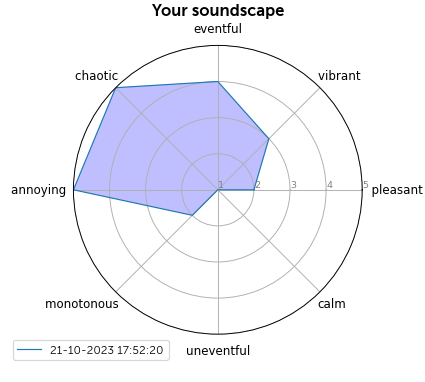 Your soundscape
eventful
chaotic
vibrant
annoying
1
2
3
4
5
pleasant
monotonous
calm
uneventful
21-10-2023 17:52:20